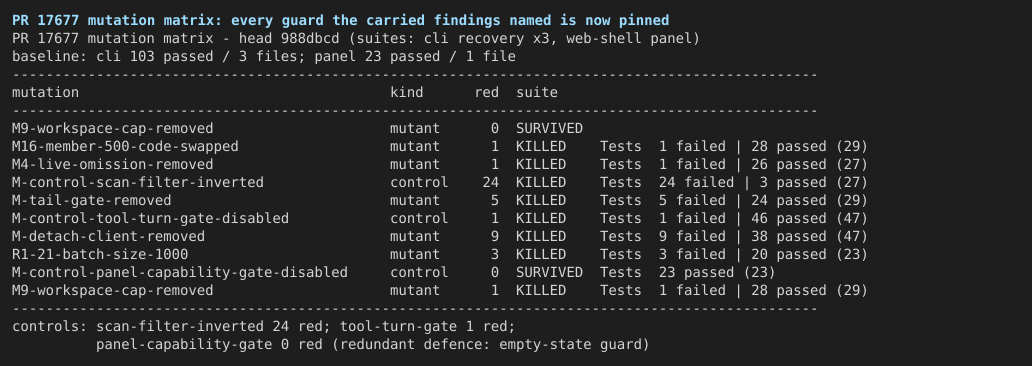 PR 17677 mutation matrix: every guard the carried findings named is now pinned
PR 17677 mutation matrix - head 988dbcd (suites: cli recovery x3, web-shell panel)
baseline: cli 103 passed / 3 files; panel 23 passed / 1 file
------------------------------------------------------------------------------------------------
mutation                                     kind      red  suite
------------------------------------------------------------------------------------------------
M9-workspace-cap-removed                     mutant      0  SURVIVED
M16-member-500-code-swapped                  mutant      1  KILLED    Tests  1 failed | 28 passed (29)
M4-live-omission-removed                     mutant      1  KILLED    Tests  1 failed | 26 passed (27)
M-control-scan-filter-inverted               control    24  KILLED    Tests  24 failed | 3 passed (27)
M-tail-gate-removed                          mutant      5  KILLED    Tests  5 failed | 24 passed (29)
M-control-tool-turn-gate-disabled            control     1  KILLED    Tests  1 failed | 46 passed (47)
M-detach-client-removed                      mutant      9  KILLED    Tests  9 failed | 38 passed (47)
R1-21-batch-size-1000                        mutant      3  KILLED    Tests  3 failed | 20 passed (23)
M-control-panel-capability-gate-disabled     control     0  SURVIVED  Tests  23 passed (23)
M9-workspace-cap-removed                     mutant      1  KILLED    Tests  1 failed | 28 passed (29)
------------------------------------------------------------------------------------------------
controls: scan-filter-inverted 24 red; tool-turn-gate 1 red;
          panel-capability-gate 0 red (redundant defence: empty-state guard)